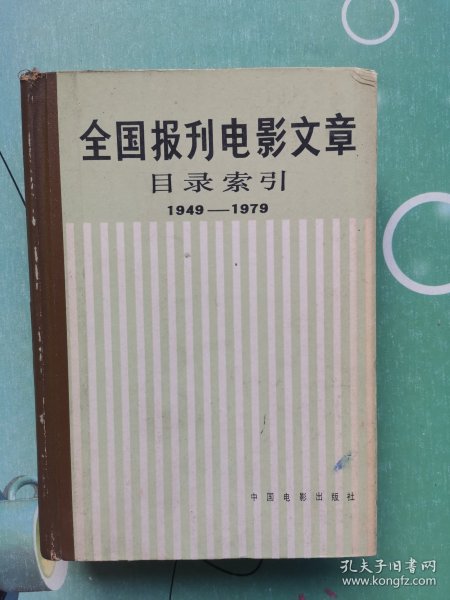 全国报刊电影文章
目录索引
1949—1979
中国电影出版社
孔夫子旧书网
www.kongfz.com